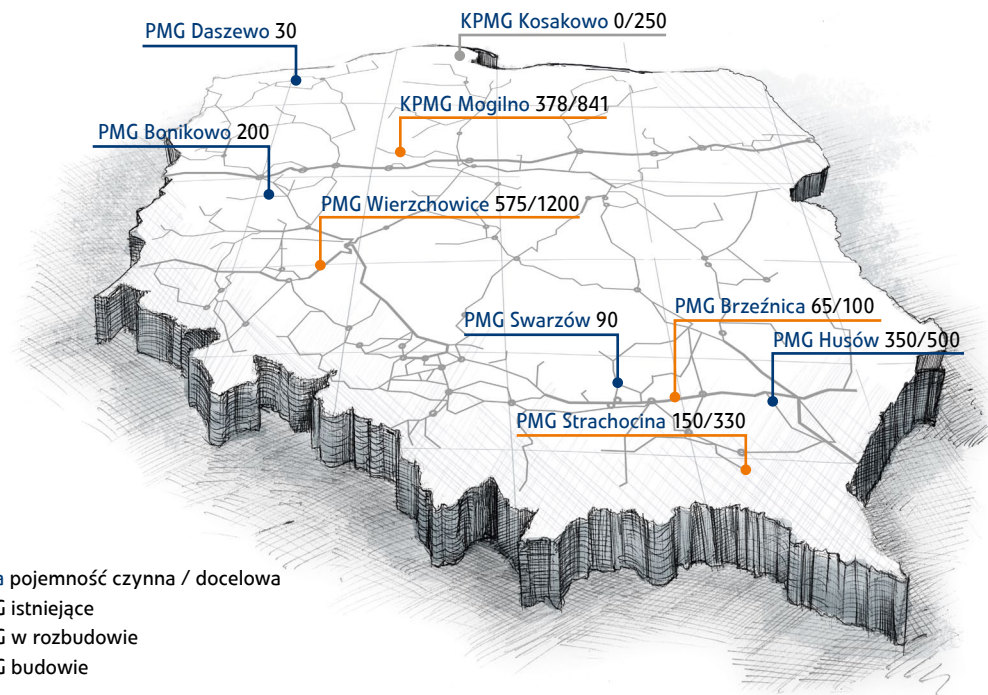 KPMG Kosakowo 0/250
PMG Daszewo 30
KPMG Mogilno 378/841
PMG Bonikowo 200
PMG Wierzchowice 575/1200
PMG Brzeźnica 65/100
PMG Swarzów 90
PMG Husów 350/500
PMG Strachocina 150/330
pojemność czynna / docelowa
istniejące
w rozbudowie
budowie